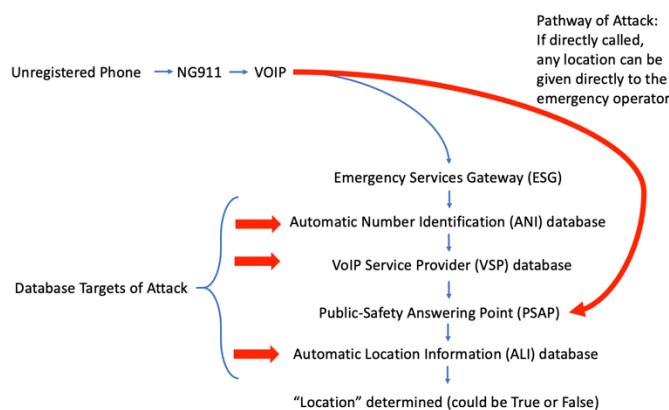 Pathway of Attack:
If directly called,
any location can be
given directly to the
emergency operator
Unregistered Phone
NG911
VOIP
Emergency Services Gateway (ESG)
Automatic Number Identification (ANI) database
VoIP Service Provider (VSP) database
Database Targets of Attack
Public-Safety Answering Point (PSAP)
Automatic Location Information (ALI) database
“Location” determined (could be True or False)